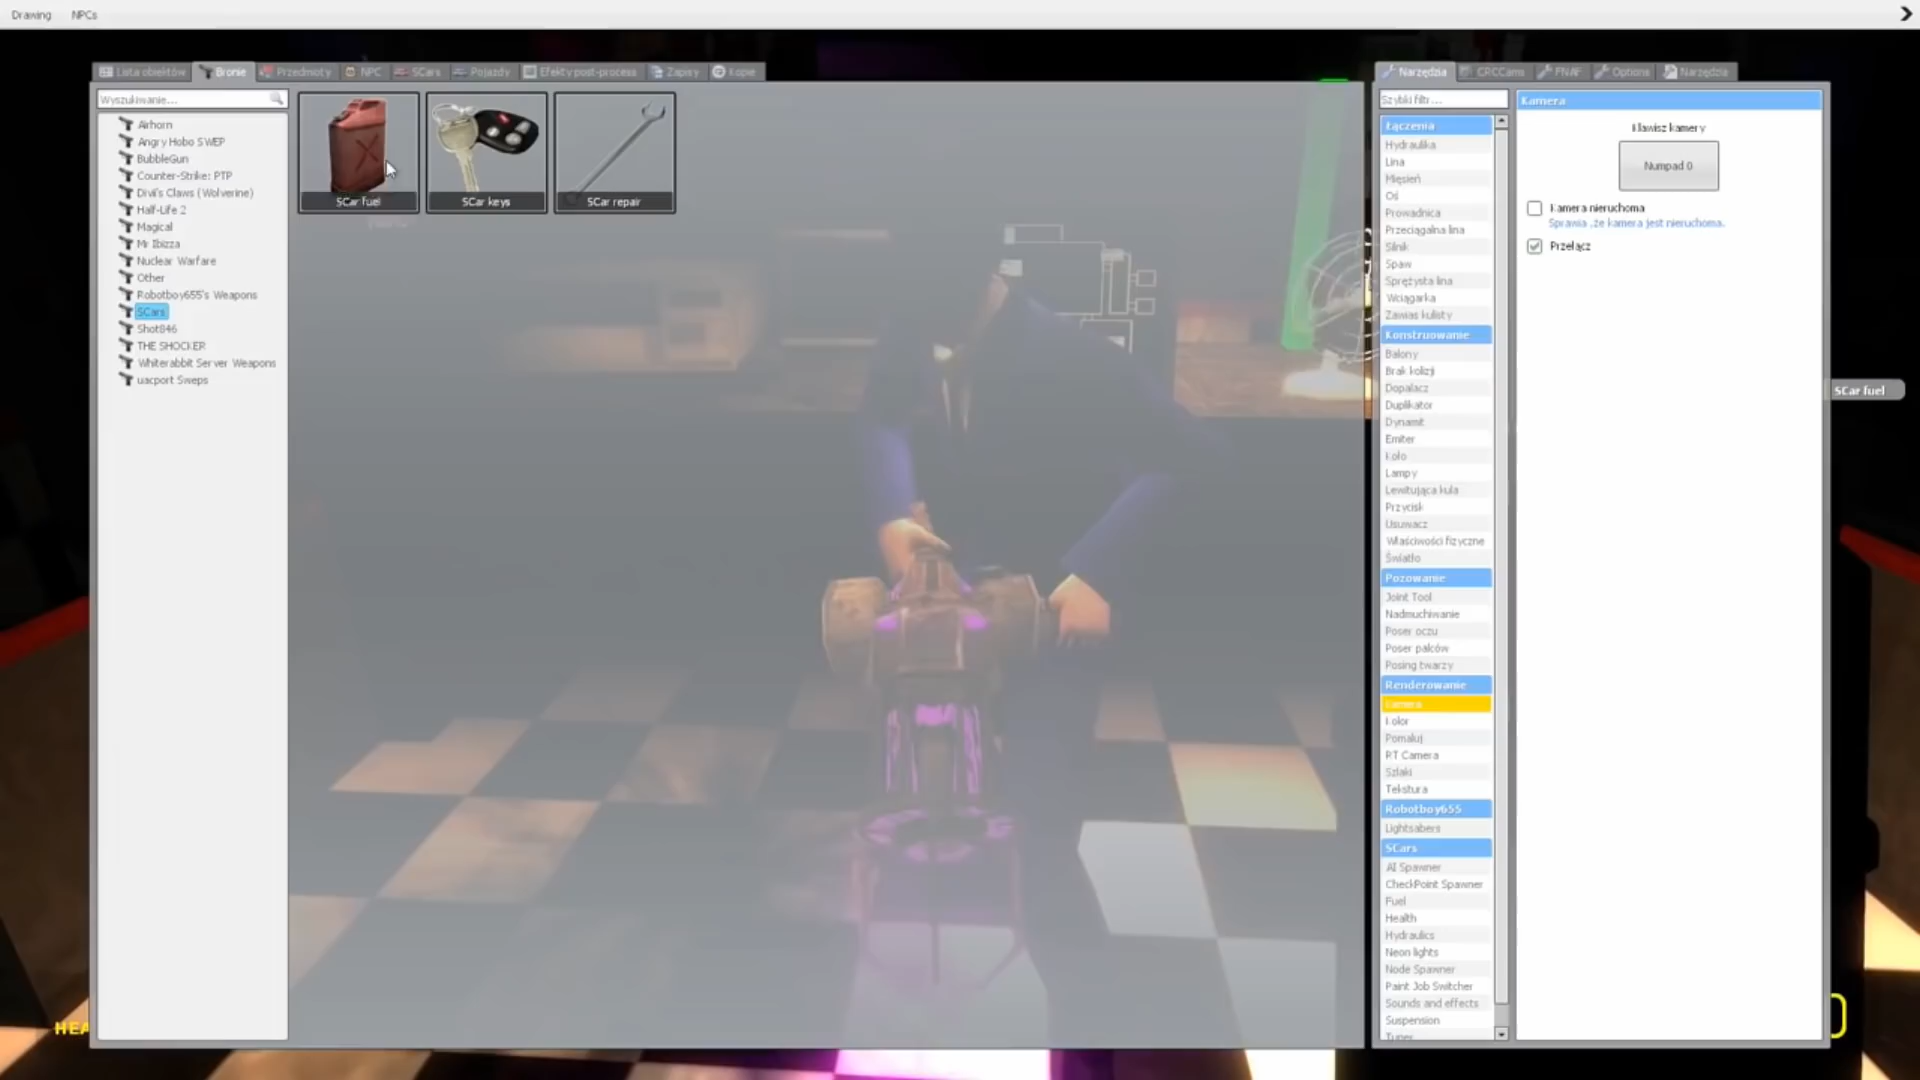 Drawing NPCs
Lista obiektów Bronie Przedmioty NPC SCars Pojazdy Efekty post-process Zapisy Kopie
Wyszukiwanie...
Airhorn
Angry Hobo SWEP
BubbleGun
Counter-Strike: PTP
Divil's Claws (Wolverine)
Half-Life 2
Magical
Mr Ibizza
Nuclear Warfare
Other
Robotboy655's Weapons
SCars
Shot846
THE SHOCKER
Whiterabbit Server Weapons
uacport Sweps
SCar fuel SCar keys SCar repair
Narzędzia CRCCams FNAF Options Narzędzia
Szybki filtr...
Łączenia
Hydraulika
Lina
Mięsień
Oś
Prowadnica
Przeciągalna lina
Silnik
Spaw
Sprężysta lina
Wciągarka
Zawias kulisty
Konstruowanie
Balony
Brak kolizji
Dopalacz
Duplikator
Dynamit
Emiter
Koło
Lampy
Lewitująca kula
Przycisk
Usuwacz
Właściwości fizyczne
Światło
Pozowanie
Joint Tool
Nadmuchiwanie
Poser oczu
Poser palców
Posing twarzy
Renderowanie
Kamera
Kolor
Pomaluj
RT Camera
Szlaki
Tekstura
Robotboy655
Lightsabers
SCars
AI Spawner
CheckPoint Spawner
Fuel
Health
Hydraulics
Neon lights
Node Spawner
Paint Job Switcher
Sounds and effects
Suspension
Tuner
Kamera
Klawisz kamery
Numpad 0
Kamera nieruchoma
Sprawia ,że kamera jest nieruchoma.
Przełącz
SCar fuel
HEA